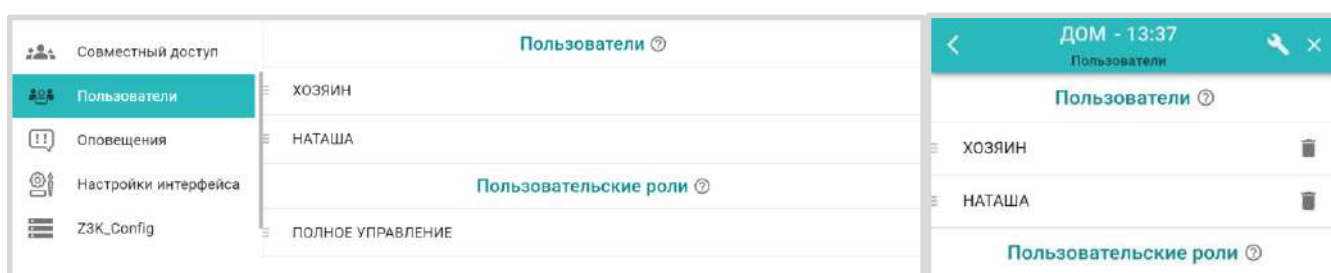 Совместный доступ
Пользователи
Оповещения
Настройки интерфейса
Z3K_Config
Пользователи ?
ХОЗЯИН
НАТАША
Пользовательские роли ?
ПОЛНОЕ УПРАВЛЕНИЕ
ДОМ - 13:37
Пользователи
Пользователи ?
ХОЗЯИН
НАТАША
Пользовательские роли ?